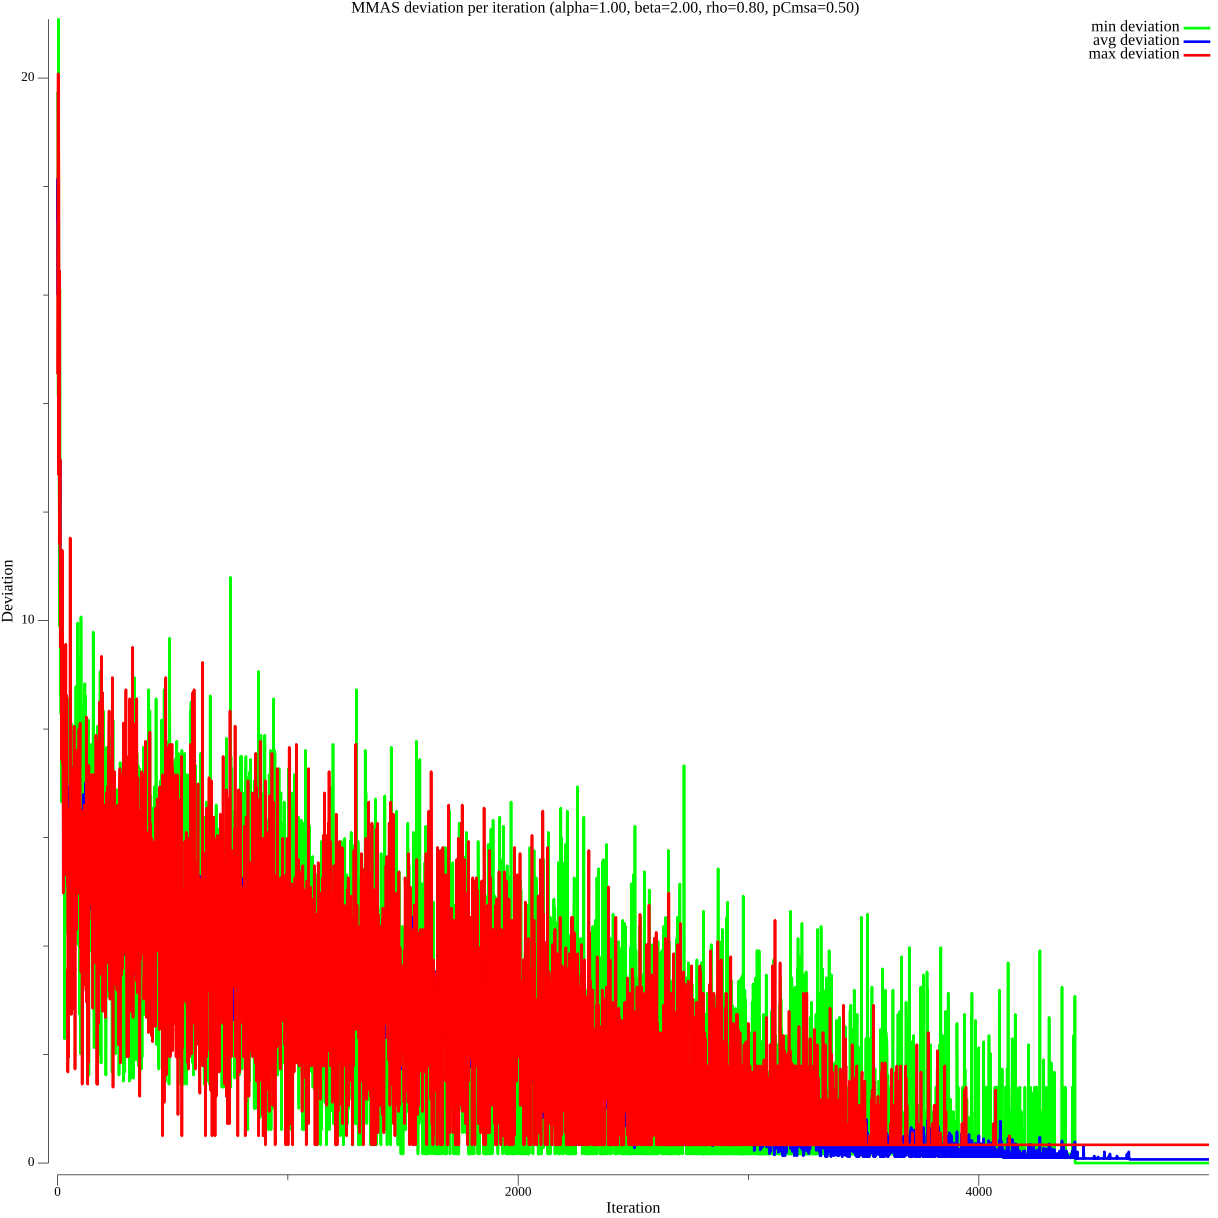 MMAS deviation per iteration (alpha=1.00, beta=2.00, rho=0.80, pCmsa=0.50)
min deviation
avg deviation
max deviation
20
10
0
Deviation
0
2000
4000
Iteration